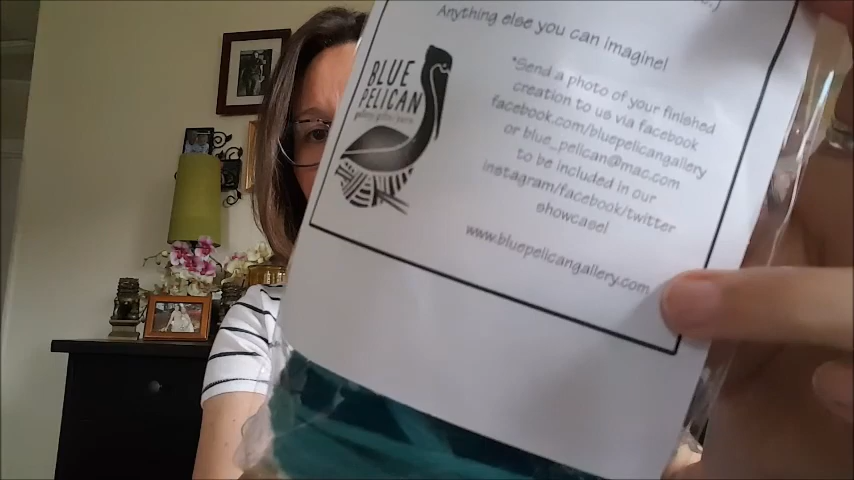 Anything else you can imagine!
BLUE
PELICAN
*Send a photo of your finished
creation to us via facebook
facebook.com/bluepelicangallery
or blue_pelican@mac.com
to be included in our
instagram/facebook/twitter
showcase!
www.bluepelicangallery.com